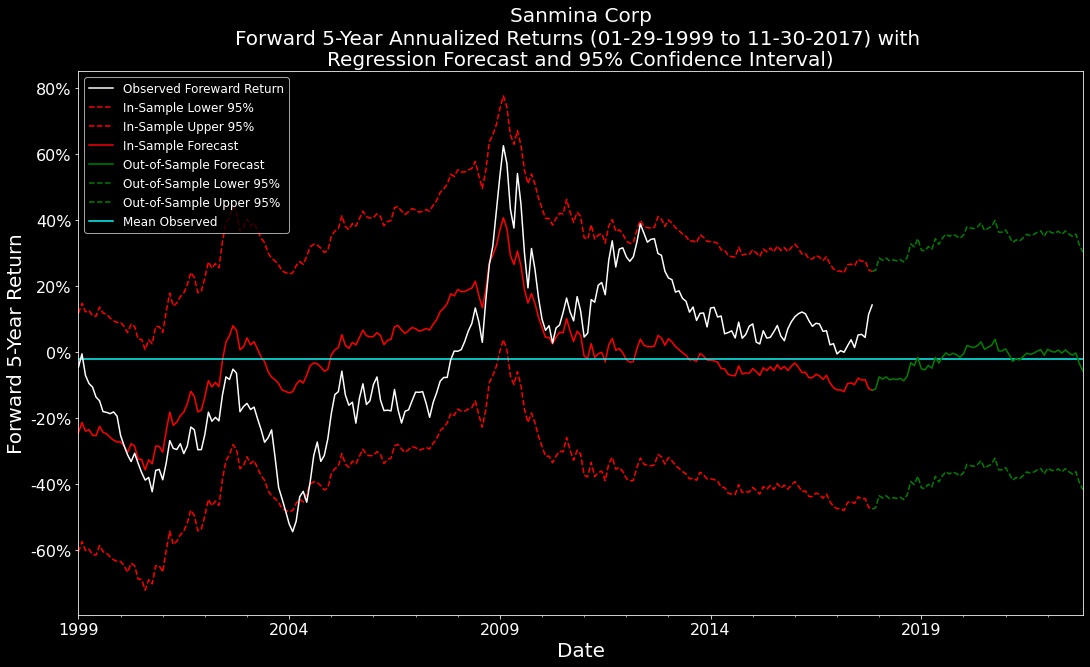 Sanmina Corp
Forward 5-Year Annualized Returns (01-29-1999 to 11-30-2017) with
Regression Forecast and 95% Confidence Interval)
Observed Foreward Return
In-Sample Lower 95%
In-Sample Upper 95%
In-Sample Forecast
Out-of-Sample Forecast
Out-of-Sample Lower 95%
Out-of-Sample Upper 95%
Mean Observed
Forward 5-Year Return
80%
60%
40%
20%
0%
-20%
-40%
-60%
1999 2004 2009 2014 2019
Date